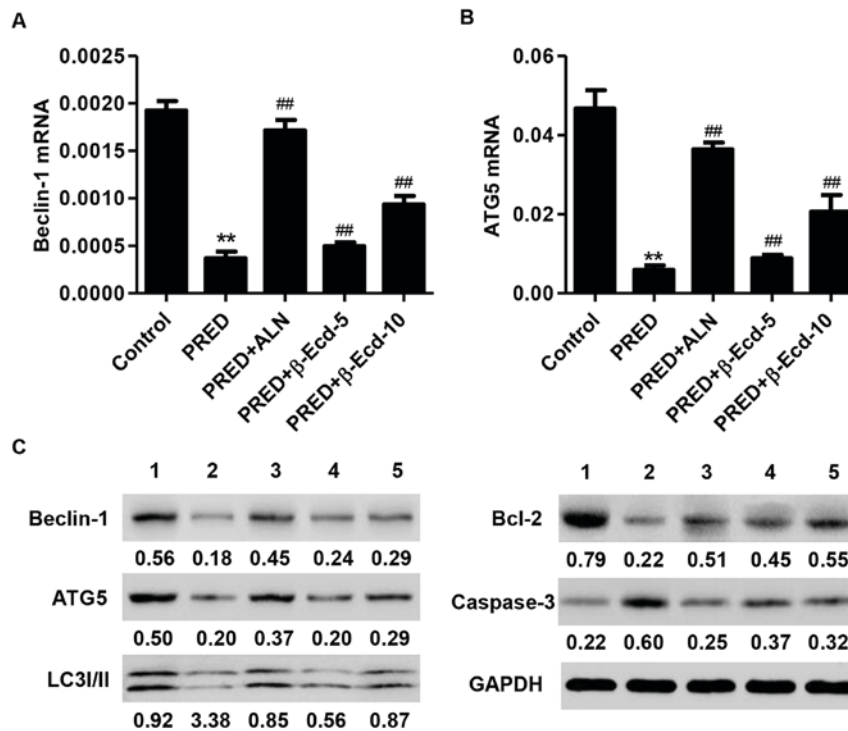 A
Beclin-1 mRNA
0.0025
0.0020
0.0015
0.0010
0.0005
0.0000
**
##
##
##
Control
PRED
PRED+ALN
PRED+β-Ecd-5
PRED+β-Ecd-10
B
ATG5 mRNA
0.06
0.04
0.02
0.00
**
##
##
##
Control
PRED
PRED+ALN
PRED+β-Ecd-5
PRED+β-Ecd-10
C
1 2 3 4 5
Beclin-1
0.56 0.18 0.45 0.24 0.29
ATG5
0.50 0.20 0.37 0.20 0.29
LC3I/II
0.92 3.38 0.85 0.56 0.87
1 2 3 4 5
Bcl-2
0.79 0.22 0.51 0.45 0.55
Caspase-3
0.22 0.60 0.25 0.37 0.32
GAPDH